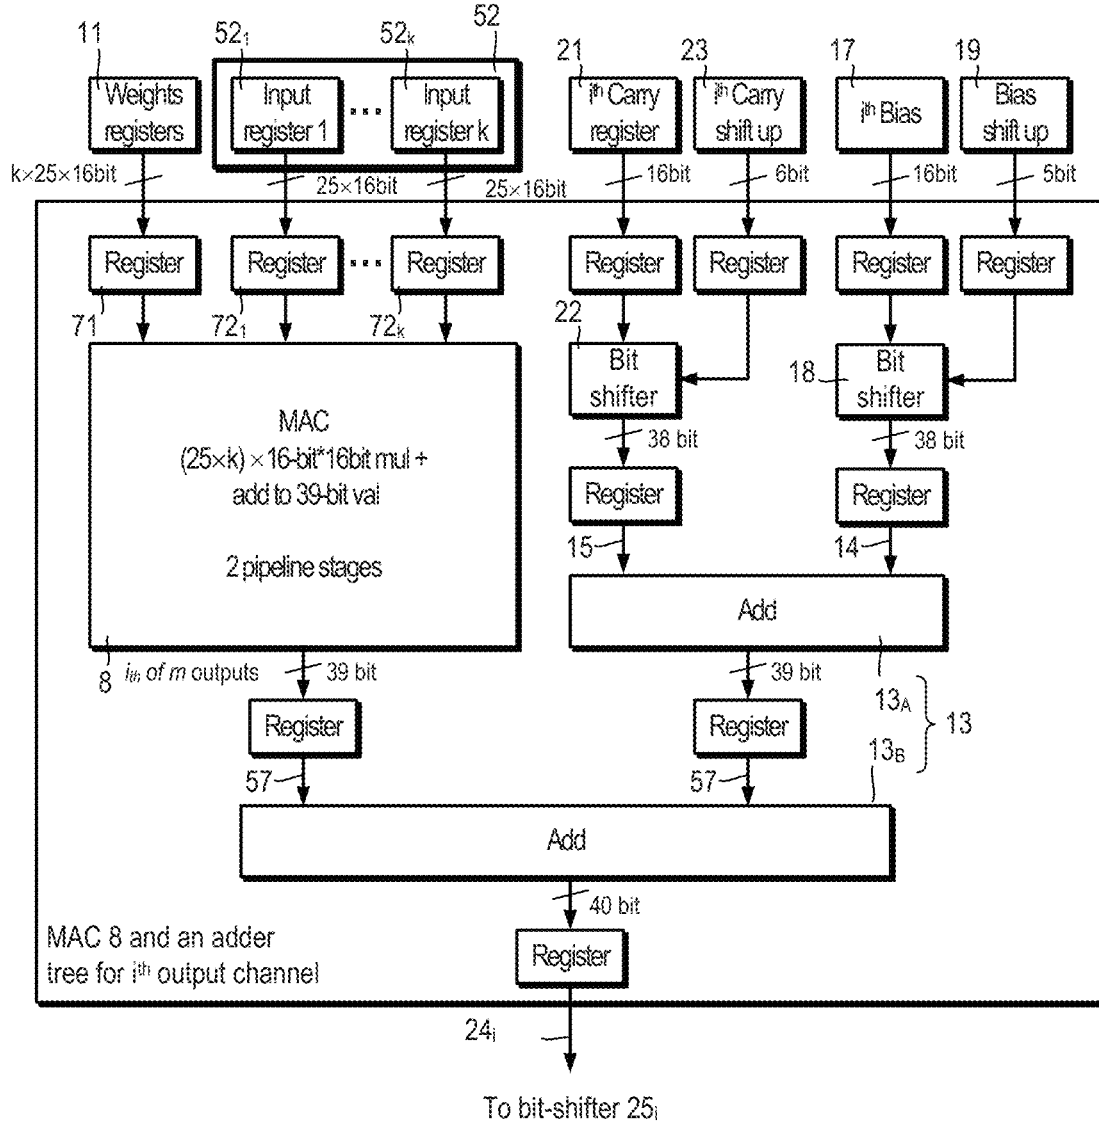 11 52₁ 52ₖ 52 21 23 17 19
Weights registers
Input register 1
Input register k
iᵗʰ Carry register
iᵗʰ Carry shift up
iᵗʰ Bias
Bias shift up
k×25×16bit 25×16bit 25×16bit 16bit 6bit 16bit 5bit
Register Register Register Register Register Register Register
71 72₁ 72ₖ 22
Bit shifter
18
Bit shifter
MAC
(25×k) × 16-bit*16bit mul +
add to 39-bit val
2 pipeline stages
38 bit 38 bit
Register Register
15 14
Add
8 iₜₕ of m outputs 39 bit 39 bit
13A
13
Register Register
13B
57 57
Add
40 bit
MAC 8 and an adder
tree for iᵗʰ output channel
Register
24ᵢ
To bit-shifter 25ᵢ